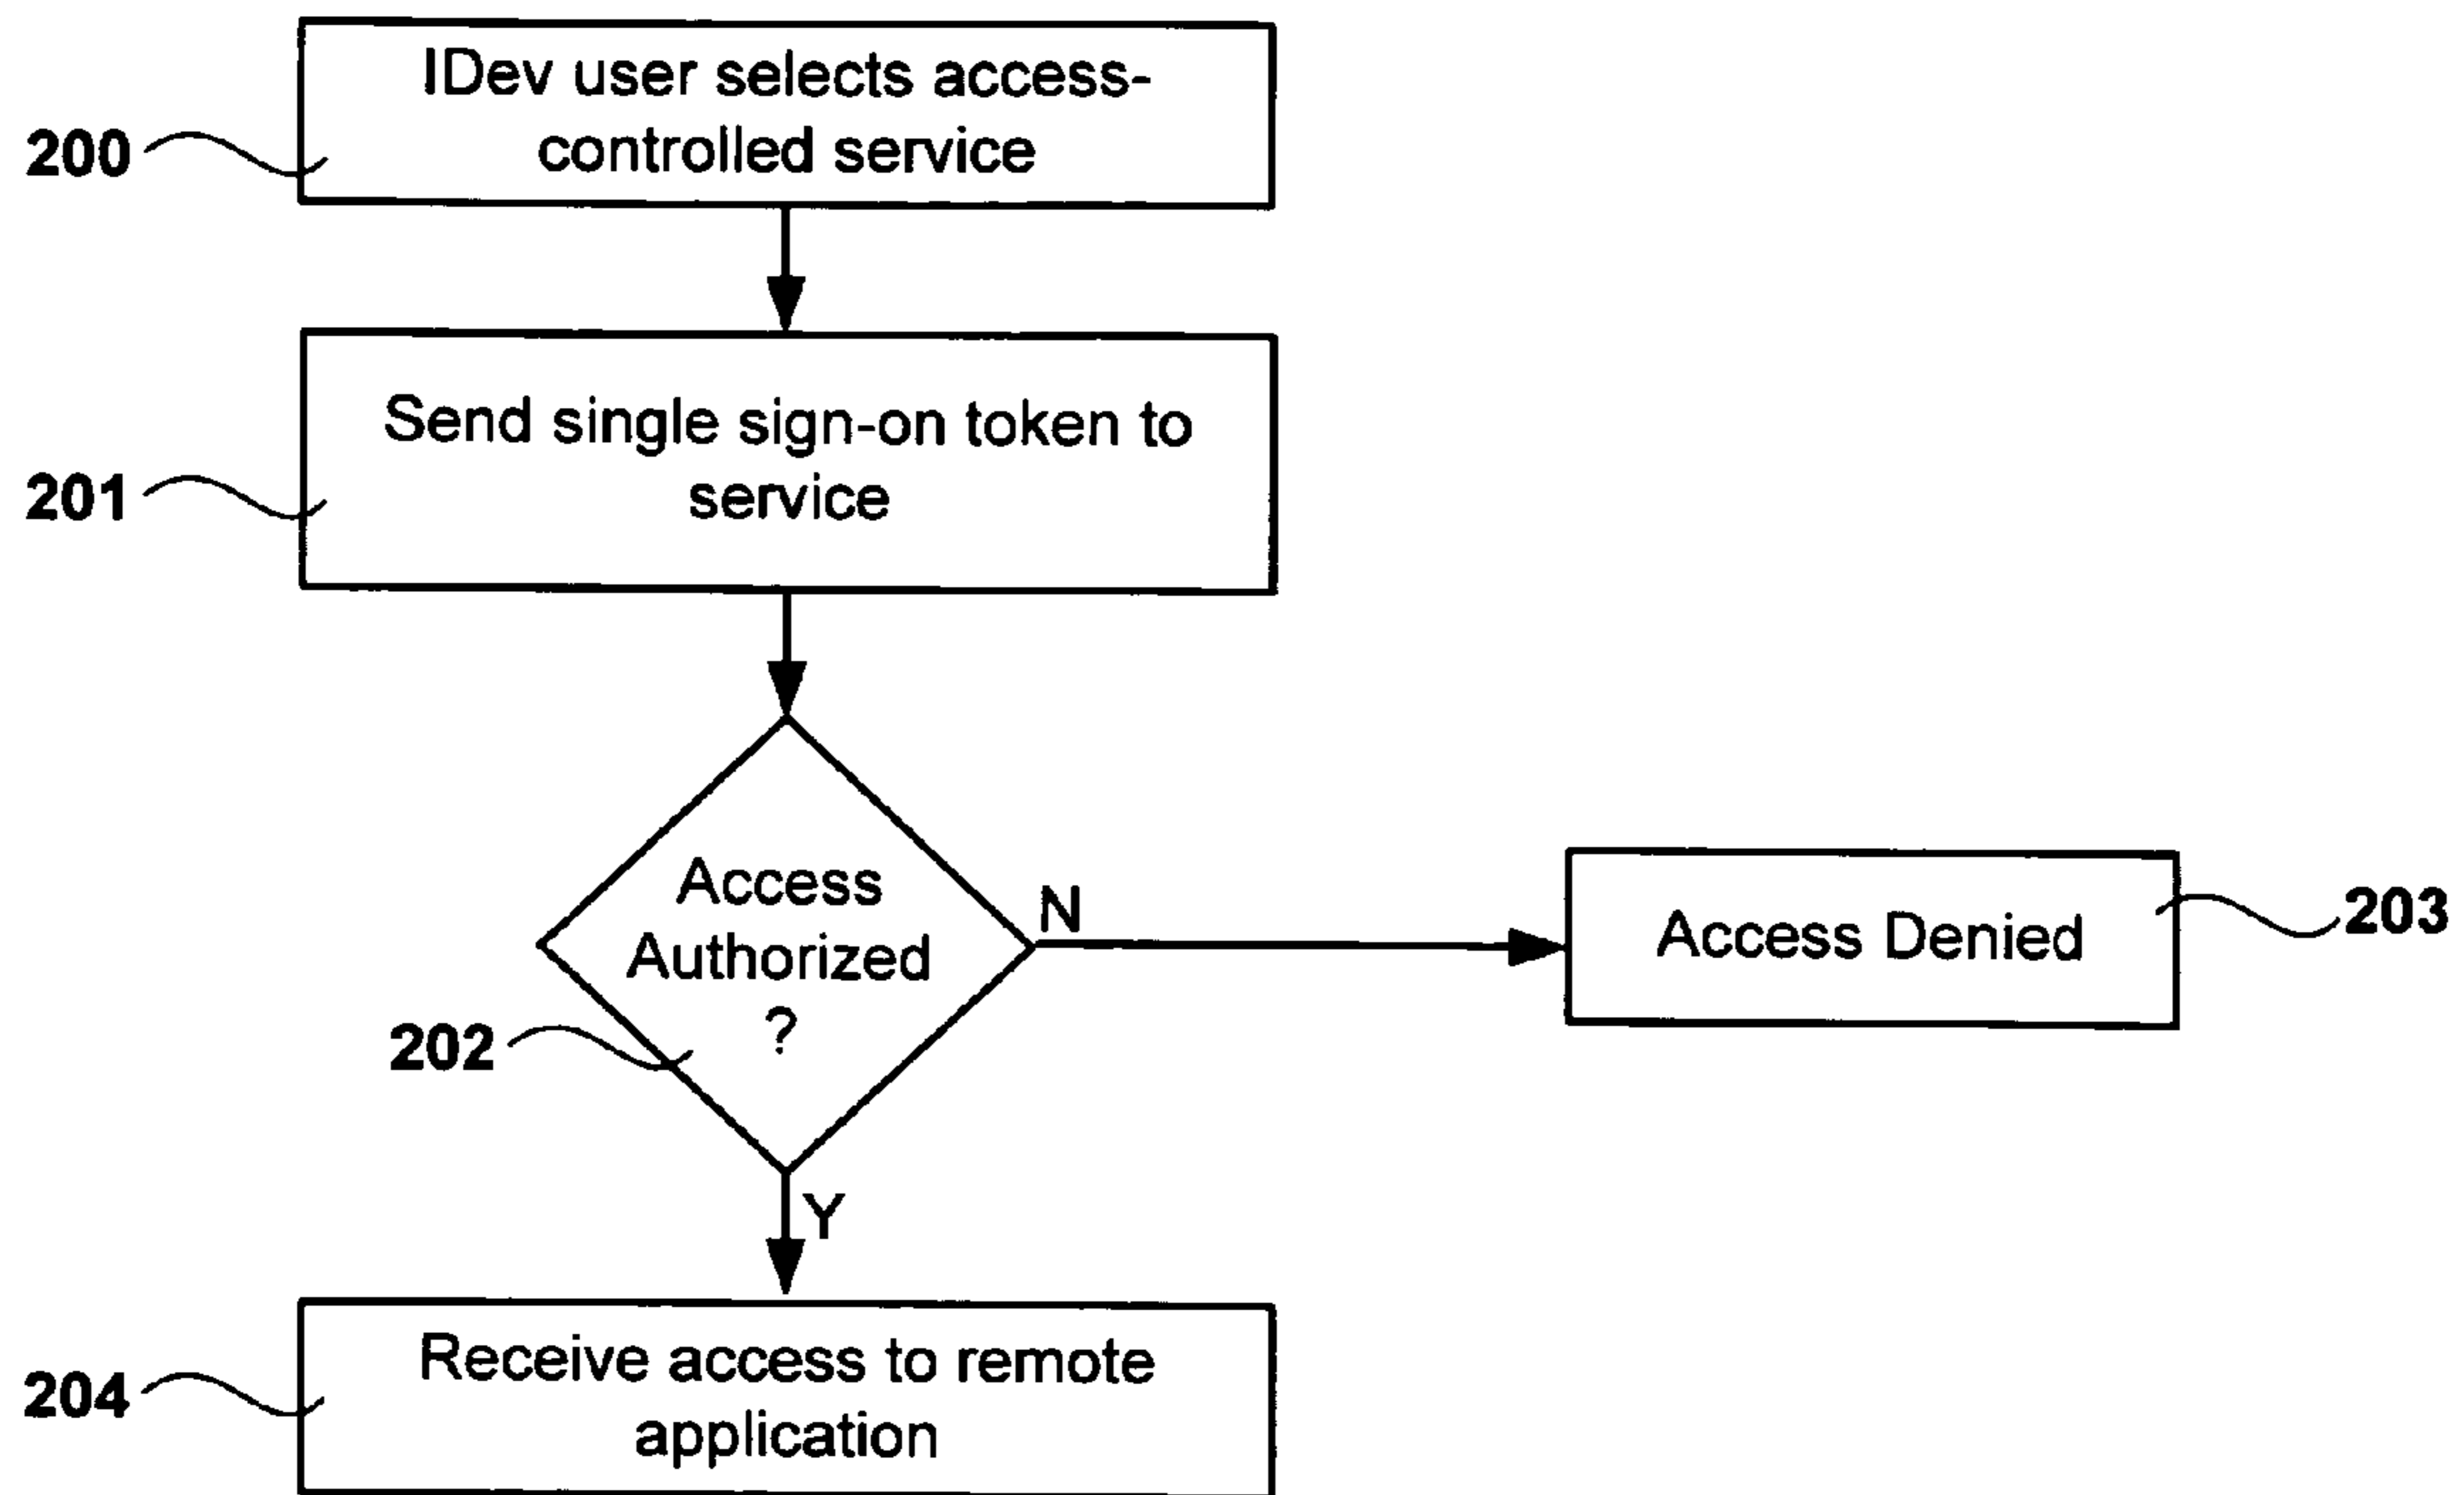 IDev user selects access-
controlled service
200
Send single sign-on token to
service
201
Access
Authorized
?
202
N
Access Denied
203
Y
Receive access to remote
application
204